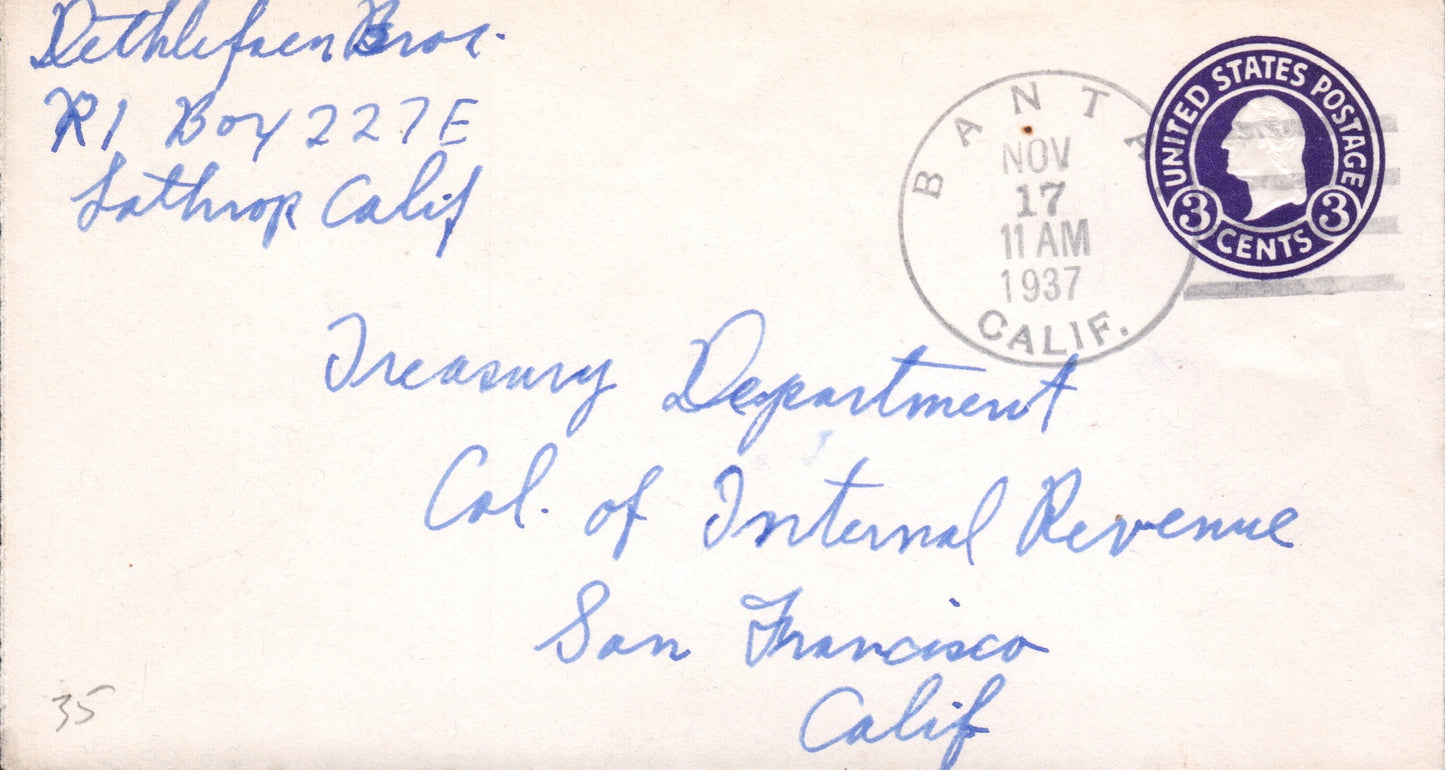 Dethlefsen Bros.
R1 Box 227E
Lathrop Calif
BANTA
NOV
17
11 AM
1937
CALIF.
UNITED STATES POSTAGE
3 CENTS 3
Treasury Department
Col. of Internal Revenue
San Francisco
Calif
35